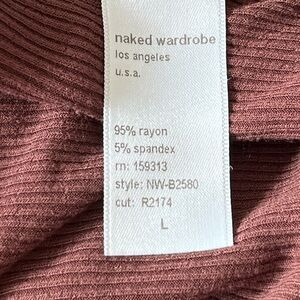 naked wardrobe
los angeles
u.s.a.
95% rayon
5% spandex
rn: 159313
style: NW-B2580
cut: R2174
L